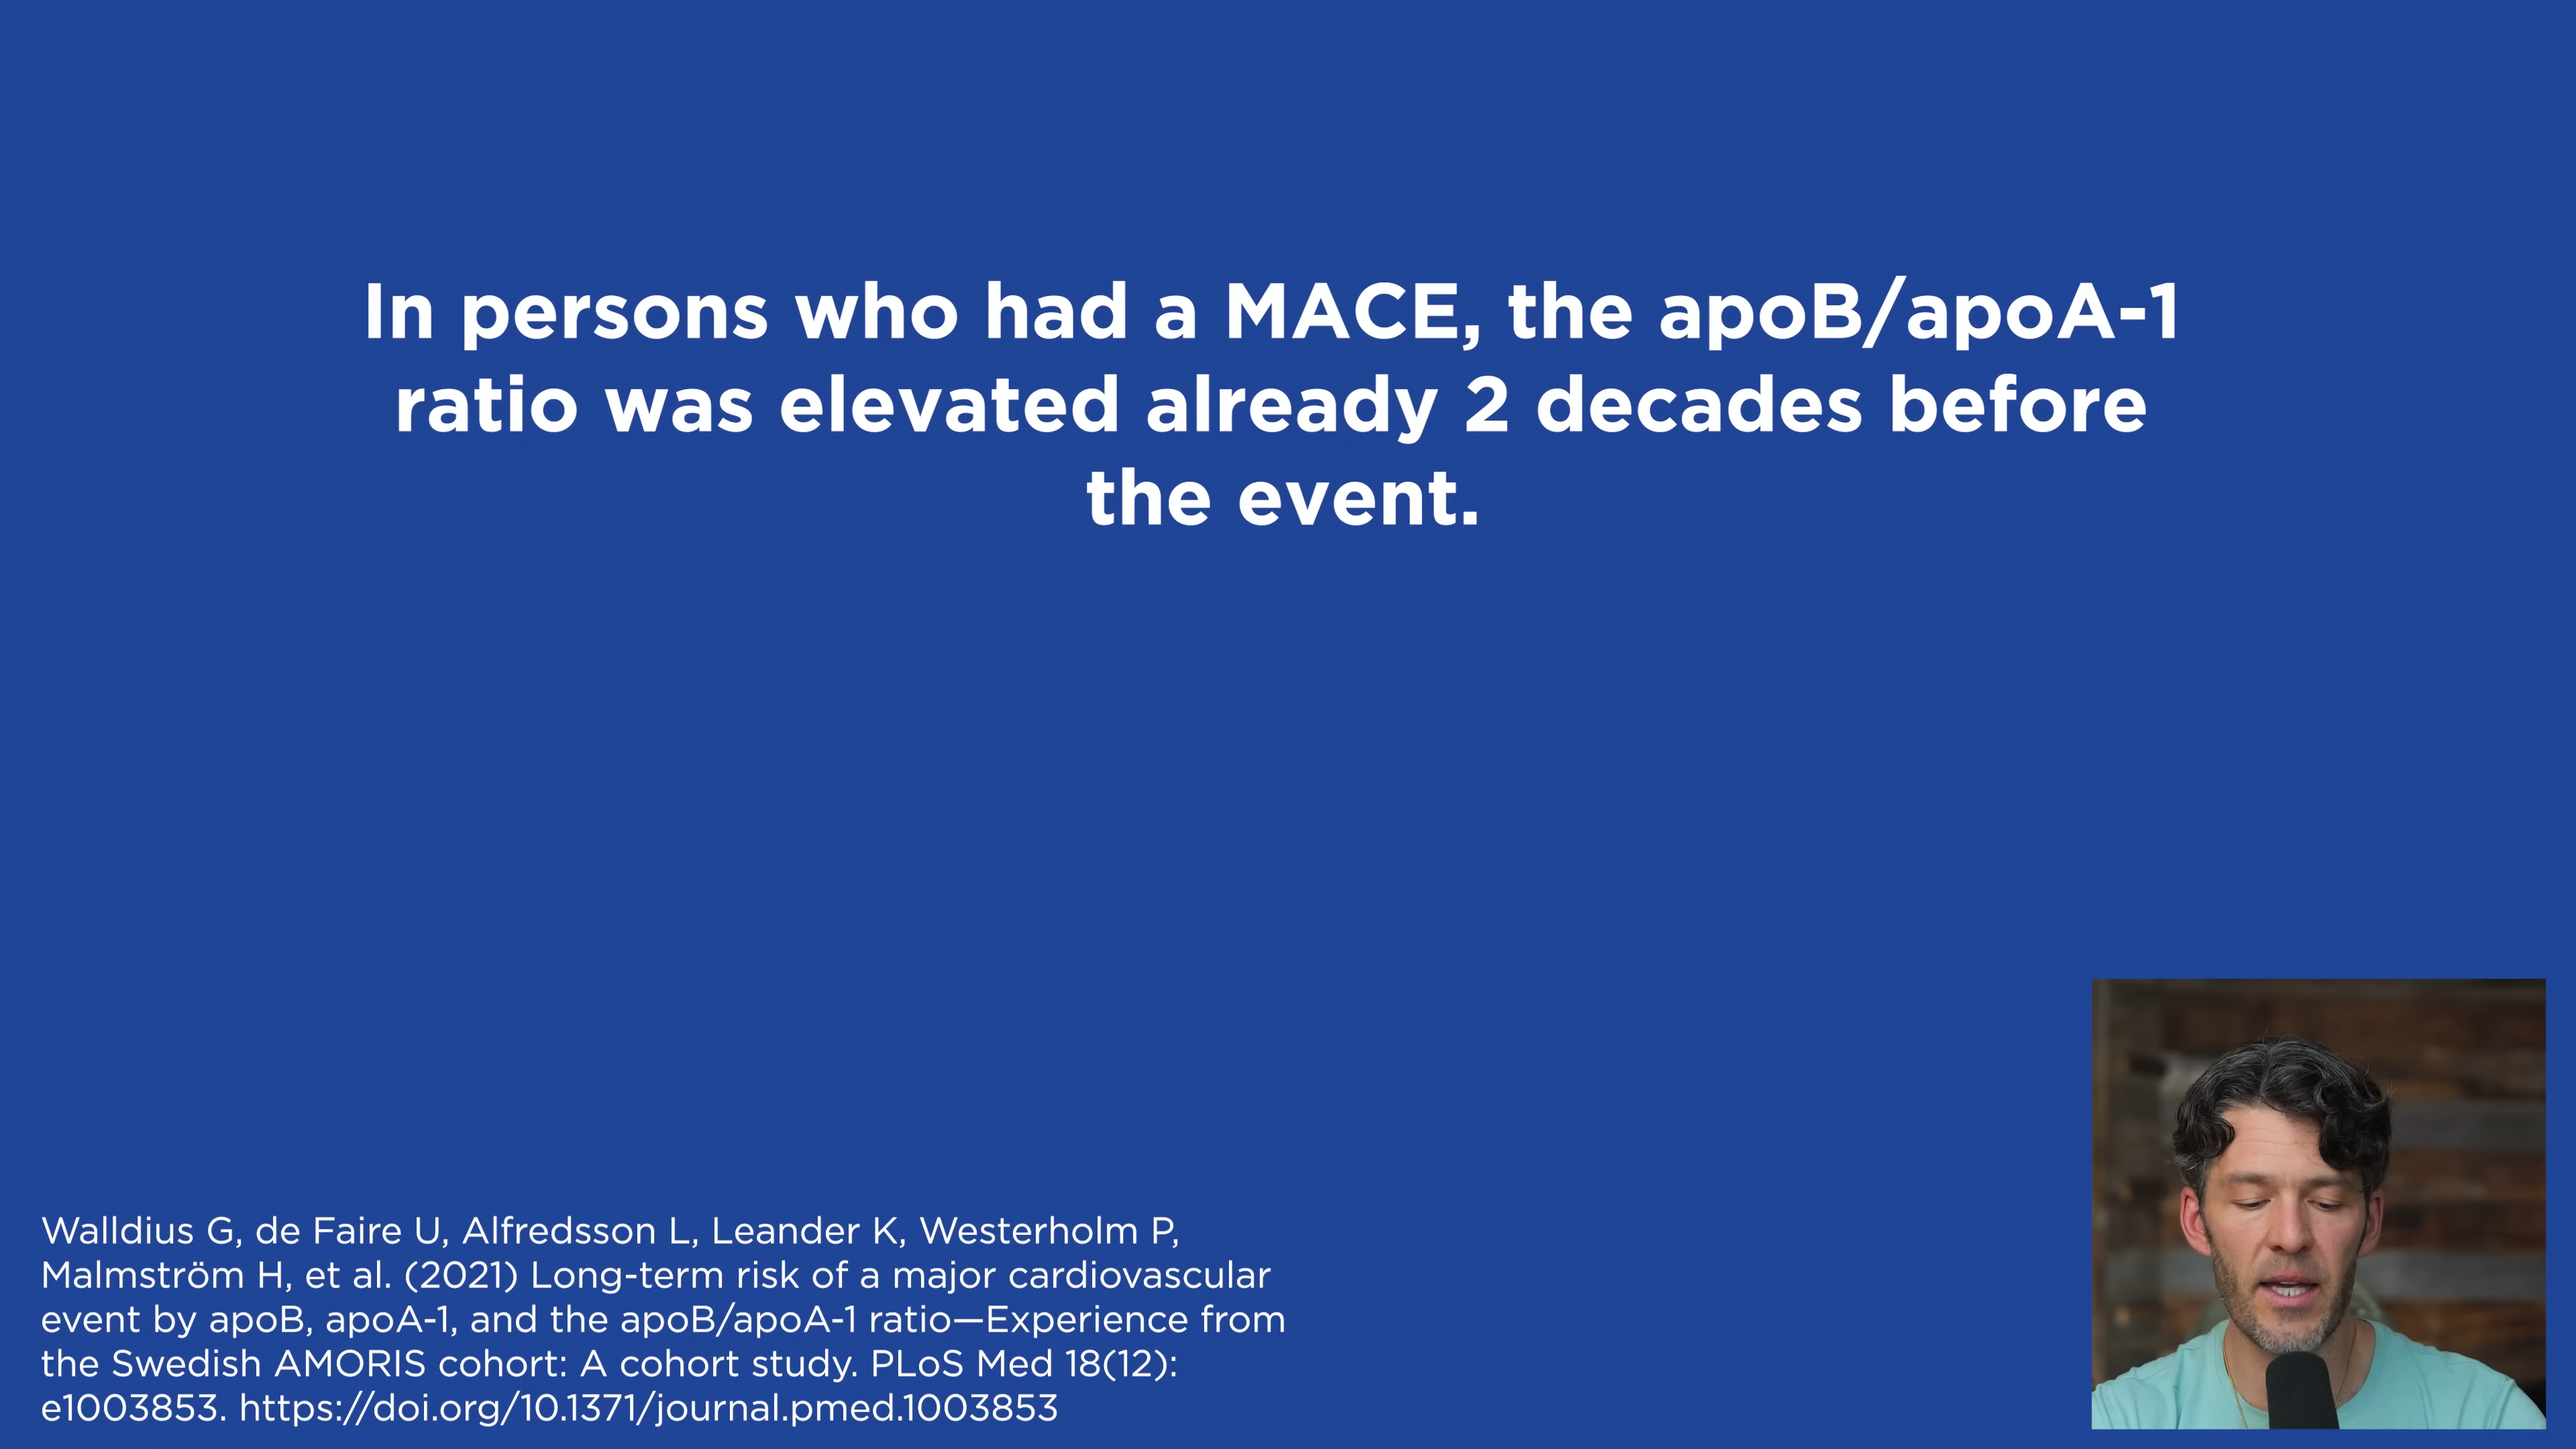 In persons who had a MACE, the apoB/apoA-1
ratio was elevated already 2 decades before
the event.
Walldius G, de Faire U, Alfredsson L, Leander K, Westerholm P,
Malmström H, et al. (2021) Long-term risk of a major cardiovascular
event by apoB, apoA-1, and the apoB/apoA-1 ratio—Experience from
the Swedish AMORIS cohort: A cohort study. PLoS Med 18(12):
e1003853. https://doi.org/10.1371/journal.pmed.1003853